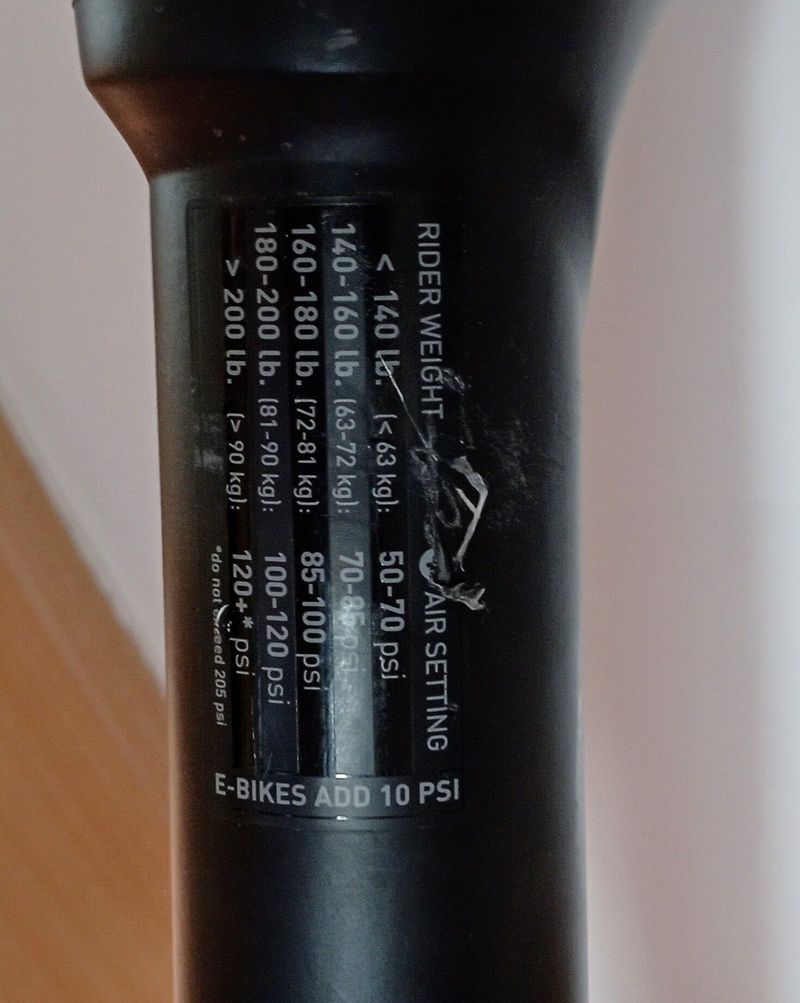 RIDER WEIGHT AIR SETTING
< 140 lb. (< 63 kg): 50-70 psi
140-160 lb. (63-72 kg): 70-85 psi
160-180 lb. (72-81 kg): 85-100 psi
180-200 lb. (81-90 kg): 100-120 psi
> 200 lb. (> 90 kg): 120+* psi
*do not exceed 205 psi
E-BIKES ADD 10 PSI